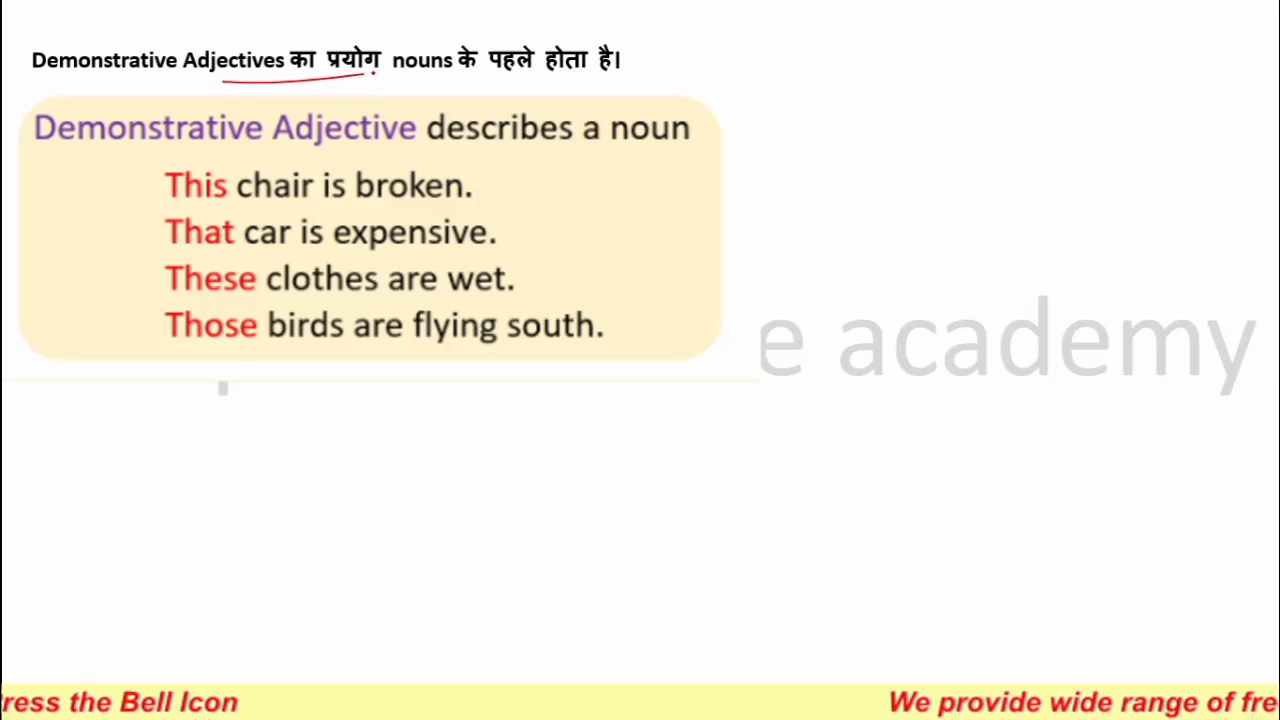 Demonstrative Adjectives का प्रयोग nouns के पहले होता है।
Demonstrative Adjective describes a noun
This chair is broken.
That car is expensive.
These clothes are wet.
Those birds are flying south.
e academy
ress the Bell Icon
We provide wide range of fre